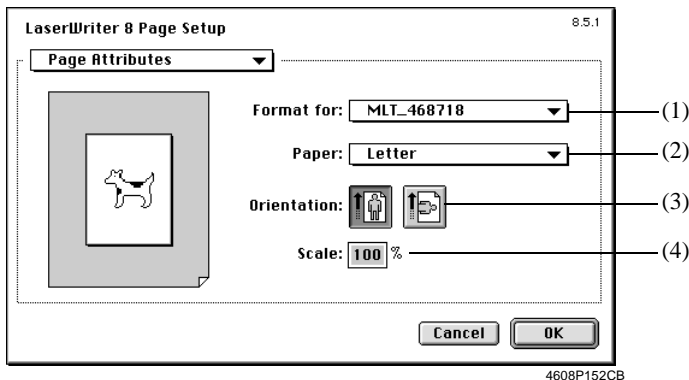 LaserWriter 8 Page Setup 8.5.1
Page Attributes
Format for: MLT_468718 (1)
Paper: Letter (2)
Orientation: (3)
Scale: 100 % (4)
Cancel OK
4608P152CB